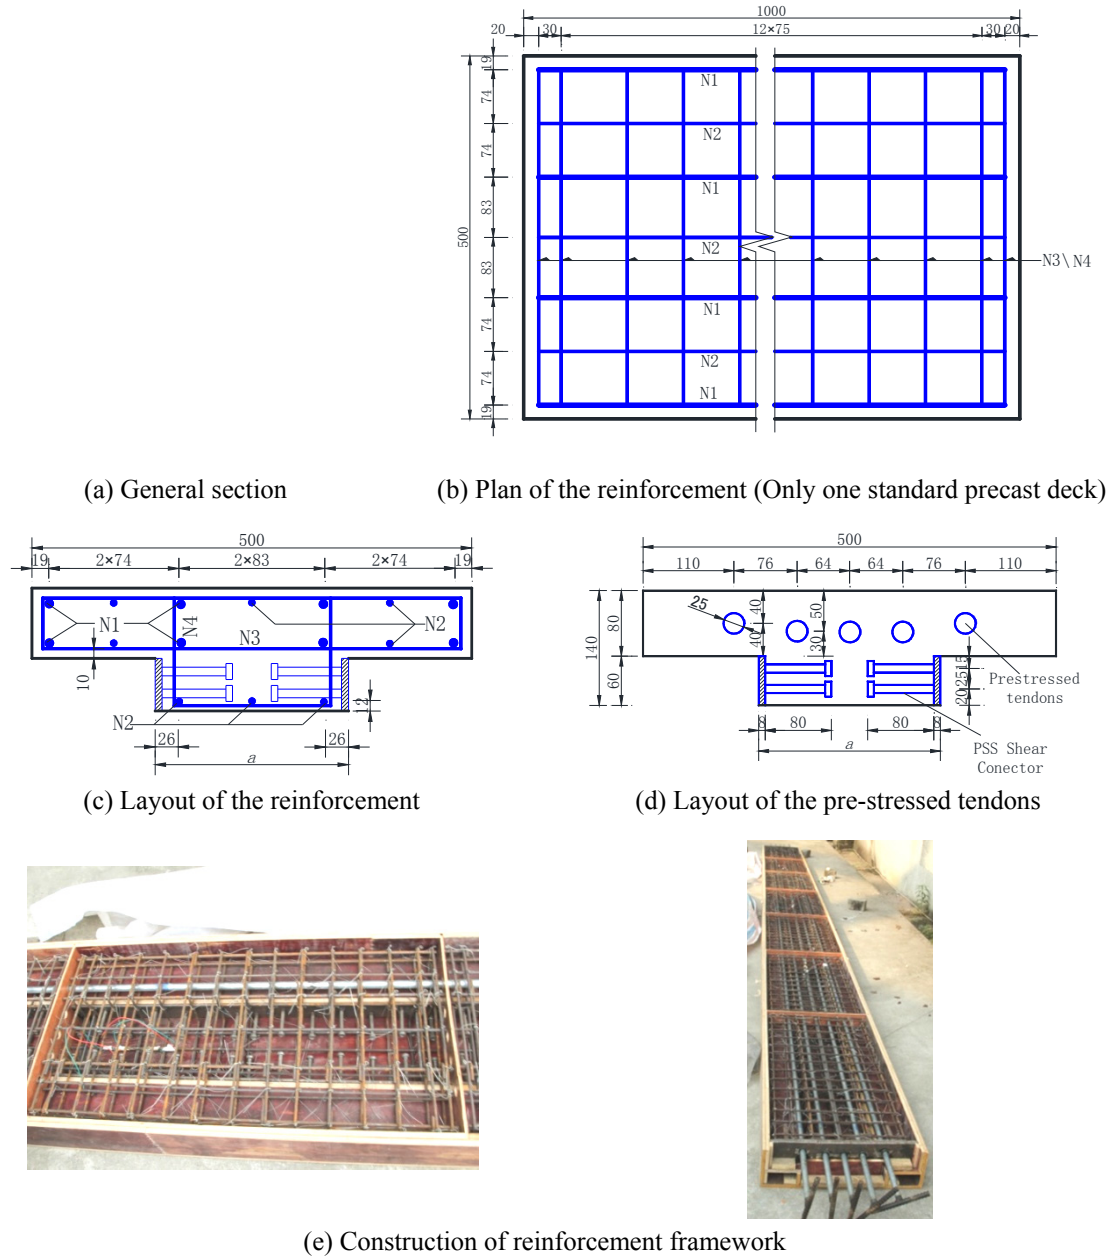 1000
20 30 12×75 30 20
19
74
74
83
83
74
74
19
500
N1
N2
N1
N2
N3\N4
N1
N2
N1
(a) General section
(b) Plan of the reinforcement (Only one standard precast deck)
500
19 2×74 2×83 2×74 19
N1 N4 N3 N2
10
N2
12
26 26
a
(c) Layout of the reinforcement
500
110 76 64 64 76 110
25
40
40
50
30
140
80
60
15
25
20
Prestressed
tendons
8 80 80 8
a
PSS Shear
Conector
(d) Layout of the pre-stressed tendons
(e) Construction of reinforcement framework